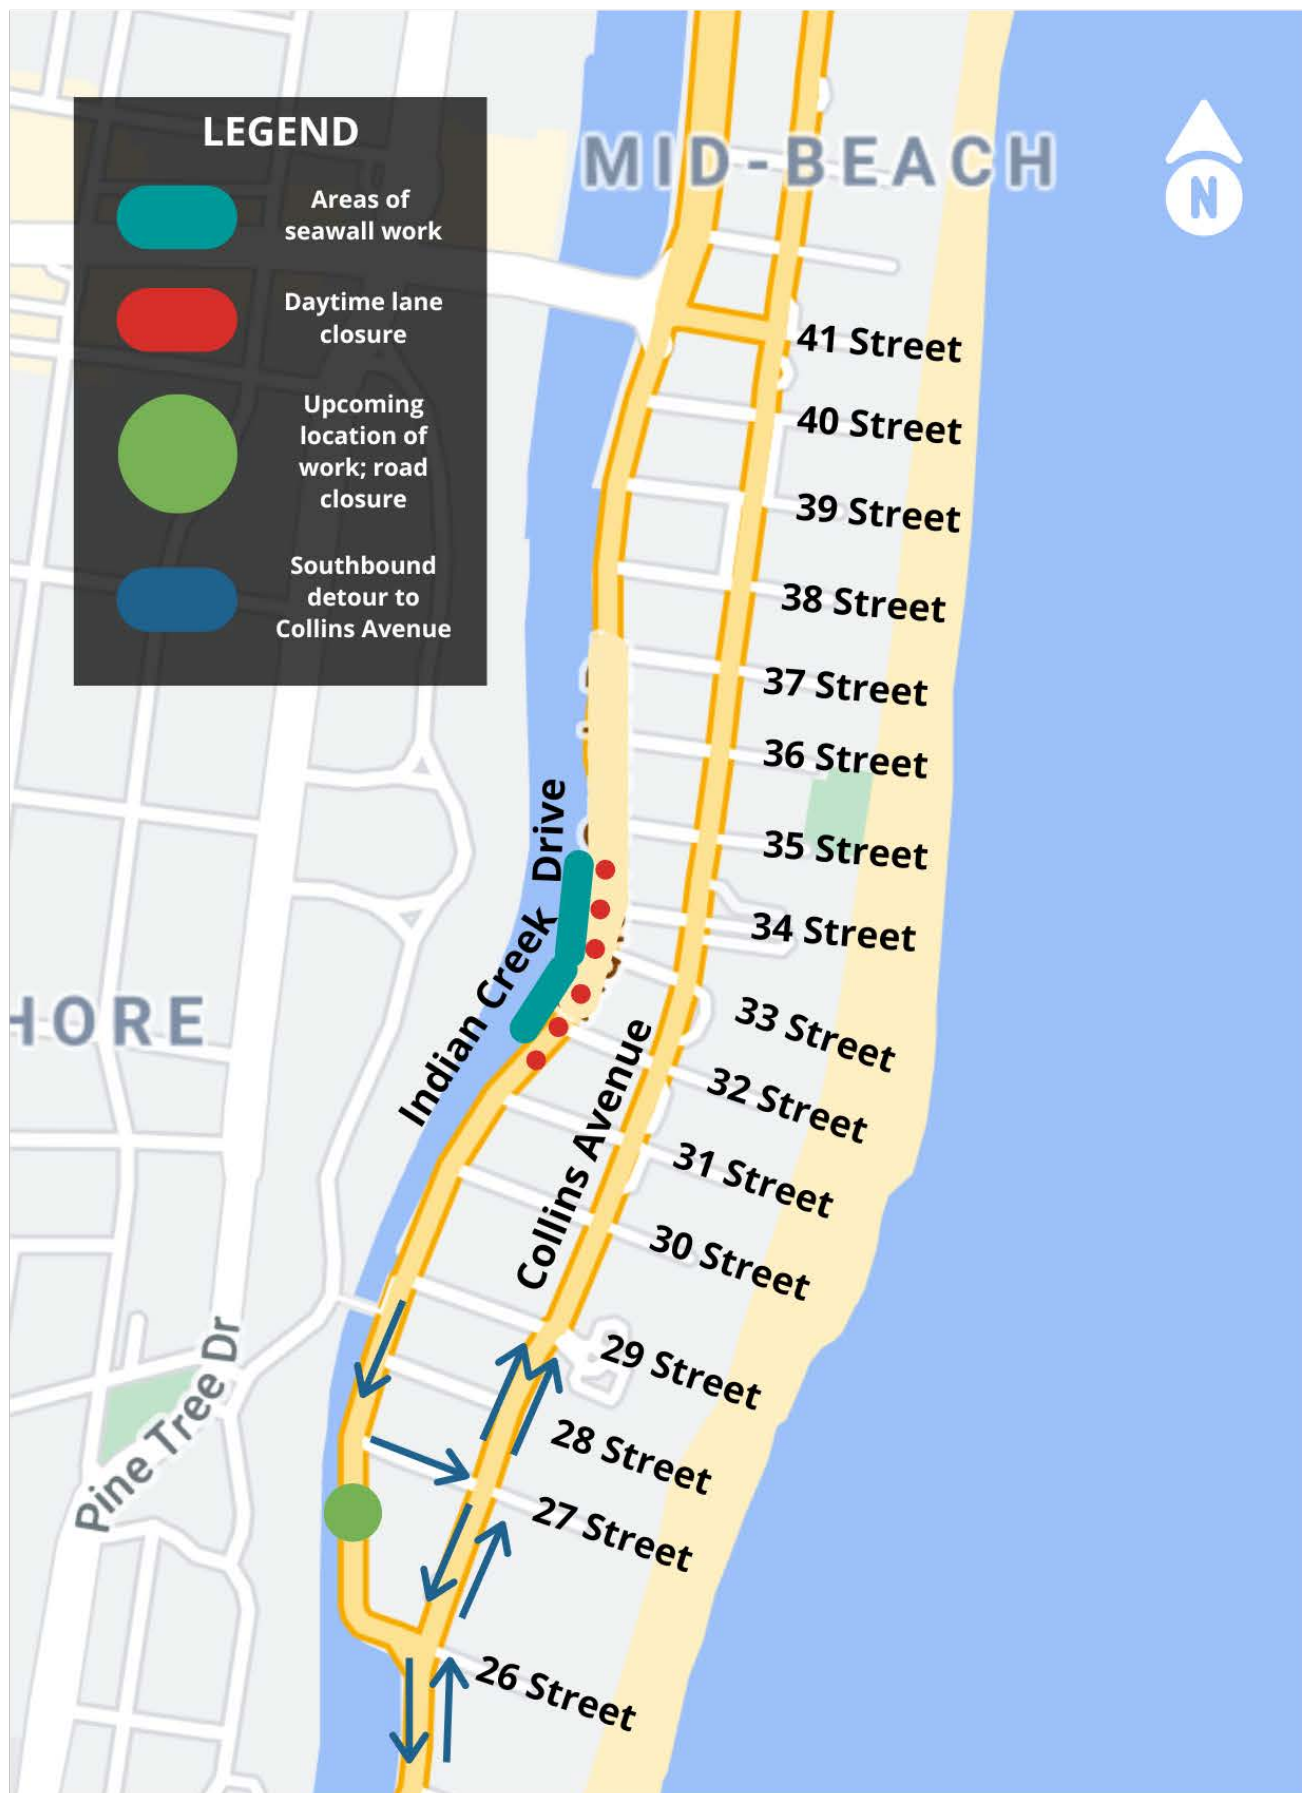 LEGEND
Areas of
seawall work
Daytime lane
closure
Upcoming
location of
work; road
closure
Southbound
detour to
Collins Avenue
MID-BEACH
N
41 Street
40 Street
39 Street
38 Street
37 Street
36 Street
35 Street
34 Street
33 Street
32 Street
31 Street
30 Street
29 Street
28 Street
27 Street
26 Street
Indian Creek Drive
Collins Avenue
HORE
Pine Tree Dr